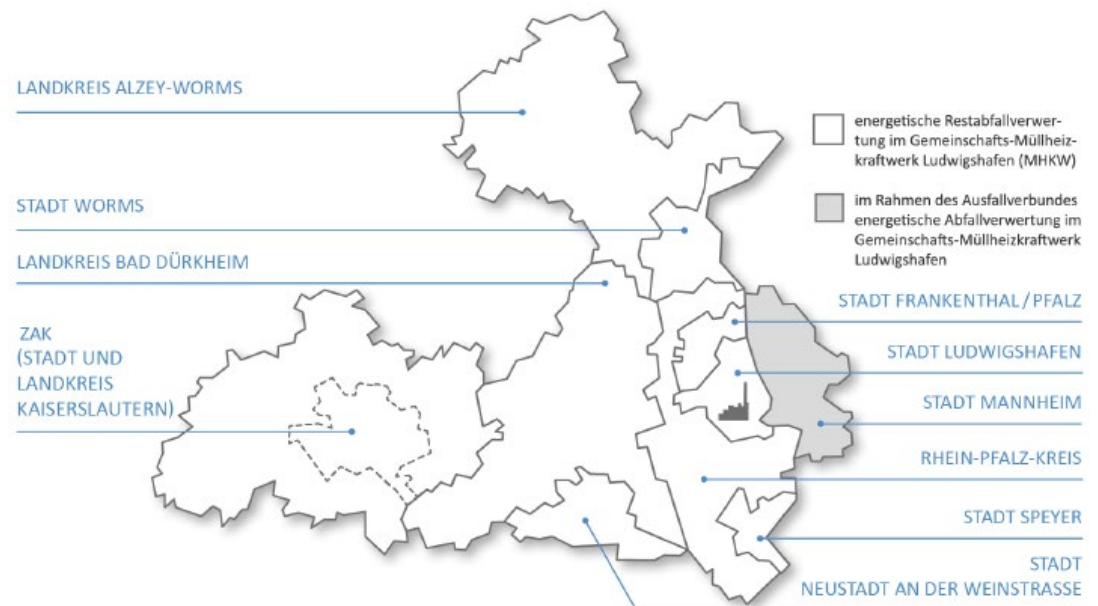 LANDKREIS ALZEY-WORMS
STADT WORMS
LANDKREIS BAD DÜRKHEIM
ZAK
(STADT UND
LANDKREIS
KAISERSLAUTERN)
energetische Restabfallverwer-
tung im Gemeinschafts-Müllheiz-
kraftwerk Ludwigshafen (MHKW)
im Rahmen des Ausfallverbundes
energetische Abfallverwertung im
Gemeinschafts-Müllheizkraftwerk
Ludwigshafen
STADT FRANKENTHAL/PFALZ
STADT LUDWIGSHAFEN
STADT MANNHEIM
RHEIN-PFALZ-KREIS
STADT SPEYER
STADT
NEUSTADT AN DER WEINSTRASSE